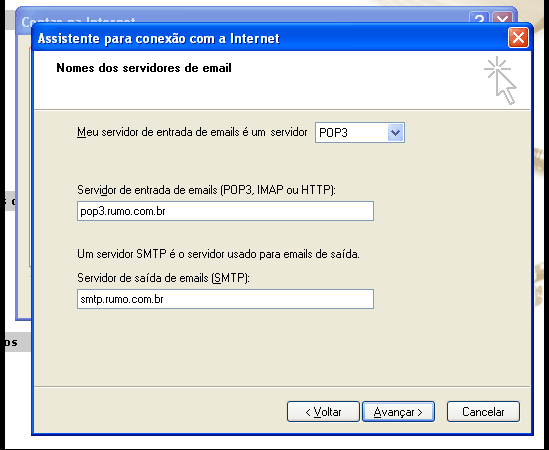 Contas na Internet
Assistente para conexão com a Internet
Nomes dos servidores de email
Meu servidor de entrada de emails é um servidor POP3
Servidor de entrada de emails (POP3, IMAP ou HTTP):
pop3.rumo.com.br
Um servidor SMTP é o servidor usado para emails de saída.
Servidor de saída de emails (SMTP):
smtp.rumo.com.br
os
< Voltar Avançar > Cancelar